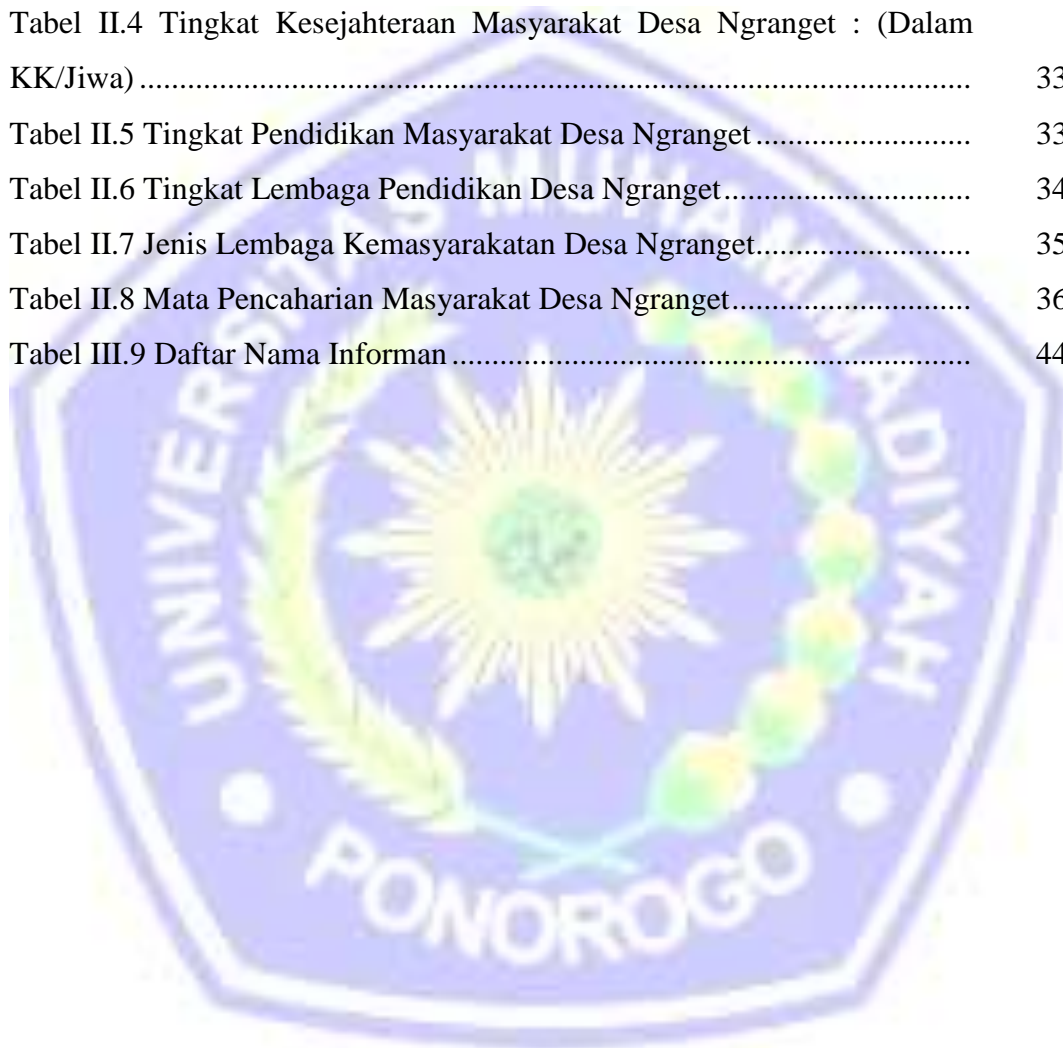 Tabel II.4 Tingkat Kesejahteraan Masyarakat Desa Ngranget : (Dalam
KK/Jiwa) ........................................................................................................ 33
Tabel II.5 Tingkat Pendidikan Masyarakat Desa Ngranget ........................... 33
Tabel II.6 Tingkat Lembaga Pendidikan Desa Ngranget ............................... 34
Tabel II.7 Jenis Lembaga Kemasyarakatan Desa Ngranget ........................... 35
Tabel II.8 Mata Pencaharian Masyarakat Desa Ngranget .............................. 36
Tabel III.9 Daftar Nama Informan ................................................................. 44
UNIVERSITAS MUHAMMADIYAH
PONOROGO